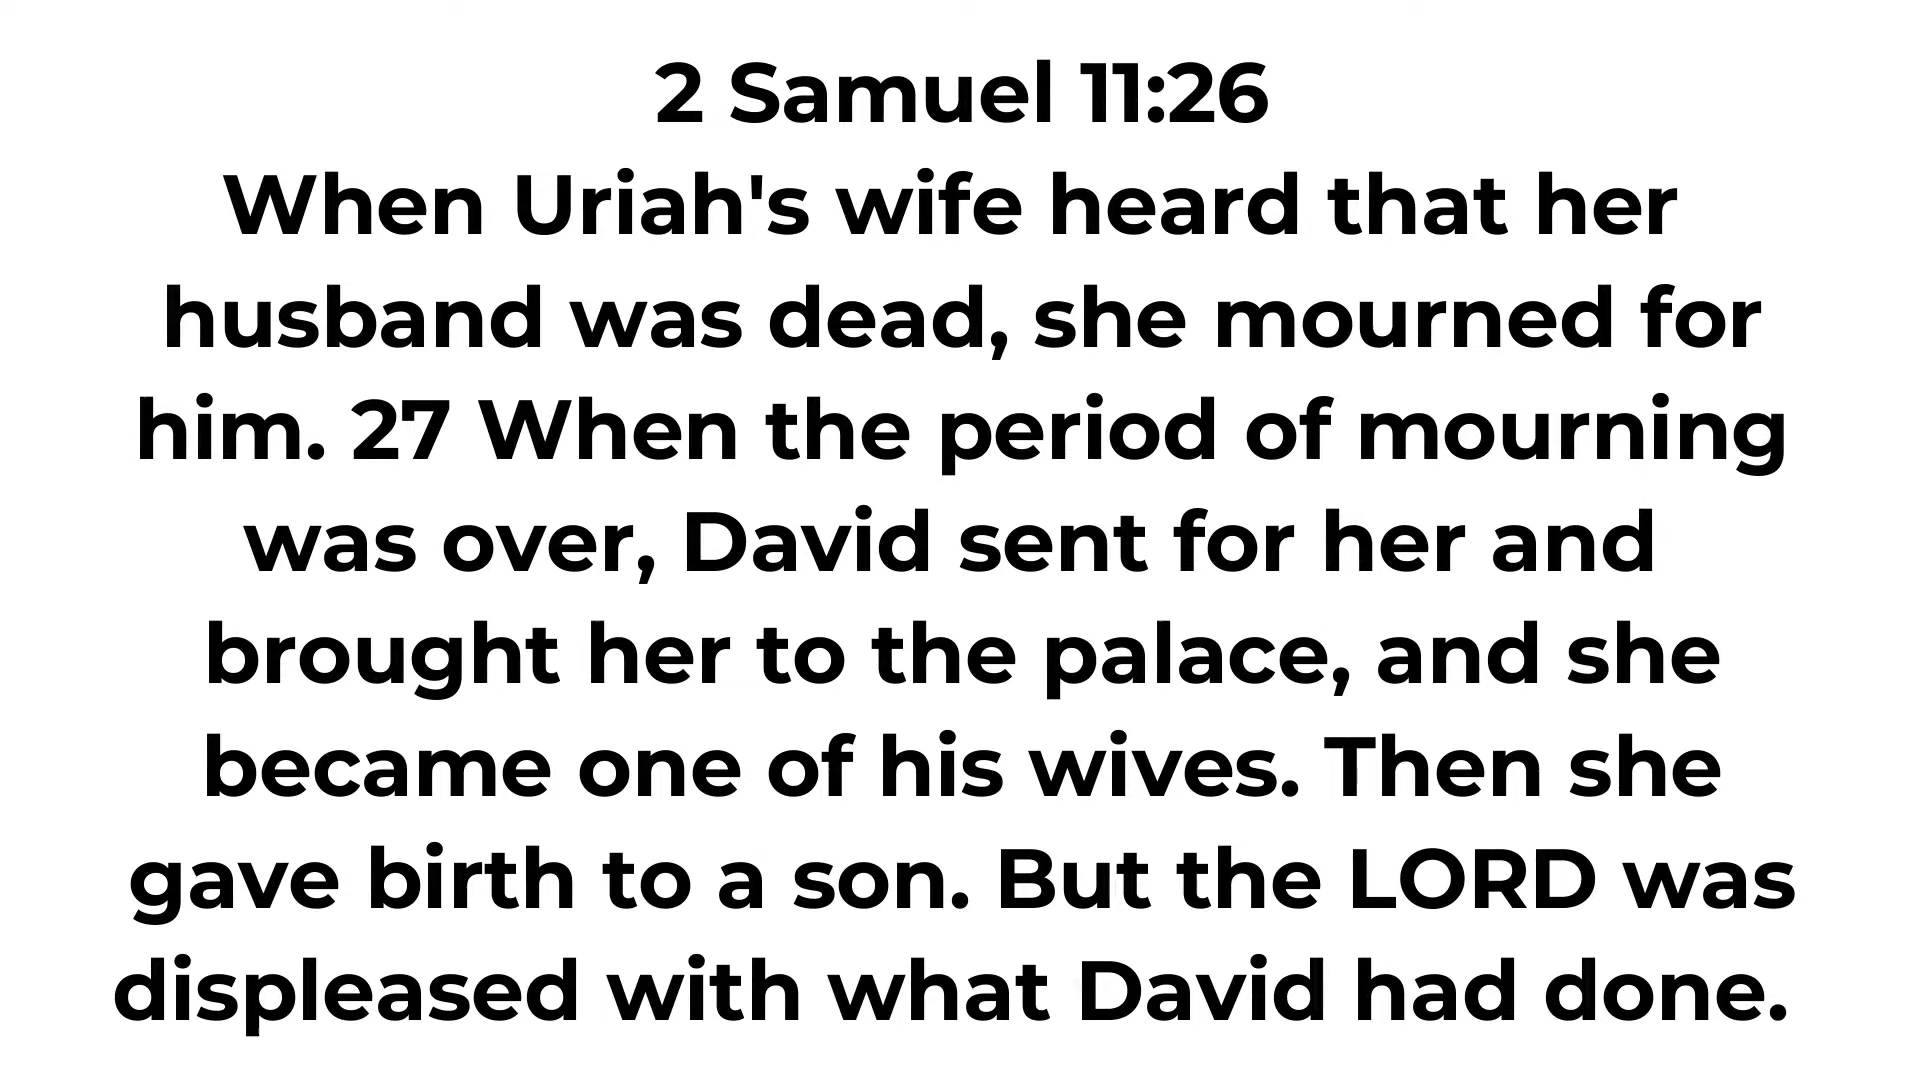 2 Samuel 11:26
When Uriah's wife heard that her
husband was dead, she mourned for
him. 27 When the period of mourning
was over, David sent for her and
brought her to the palace, and she
became one of his wives. Then she
gave birth to a son. But the LORD was
displeased with what David had done.